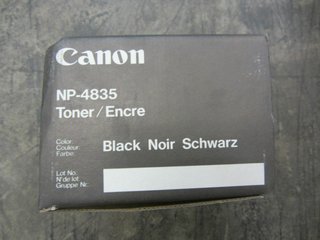 Canon
NP-4835
Toner/Encre
Color:
Couleur:
Farbe:
Black Noir Schwarz
Lot No.
N° de lot
Gruppe Nr.